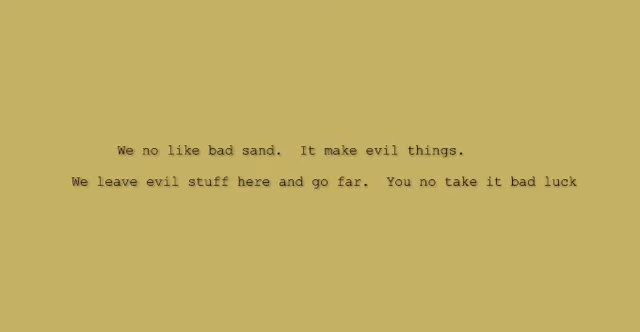 We no like bad sand.  It make evil things.
We leave evil stuff here and go far.  You no take it bad luck